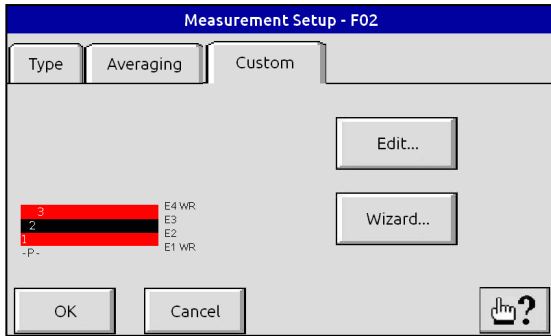 Measurement Setup - F02
Type Averaging Custom
Edit...
Wizard...
3 E4 WR
2 E3
1 E2
-P- E1 WR
OK Cancel ?